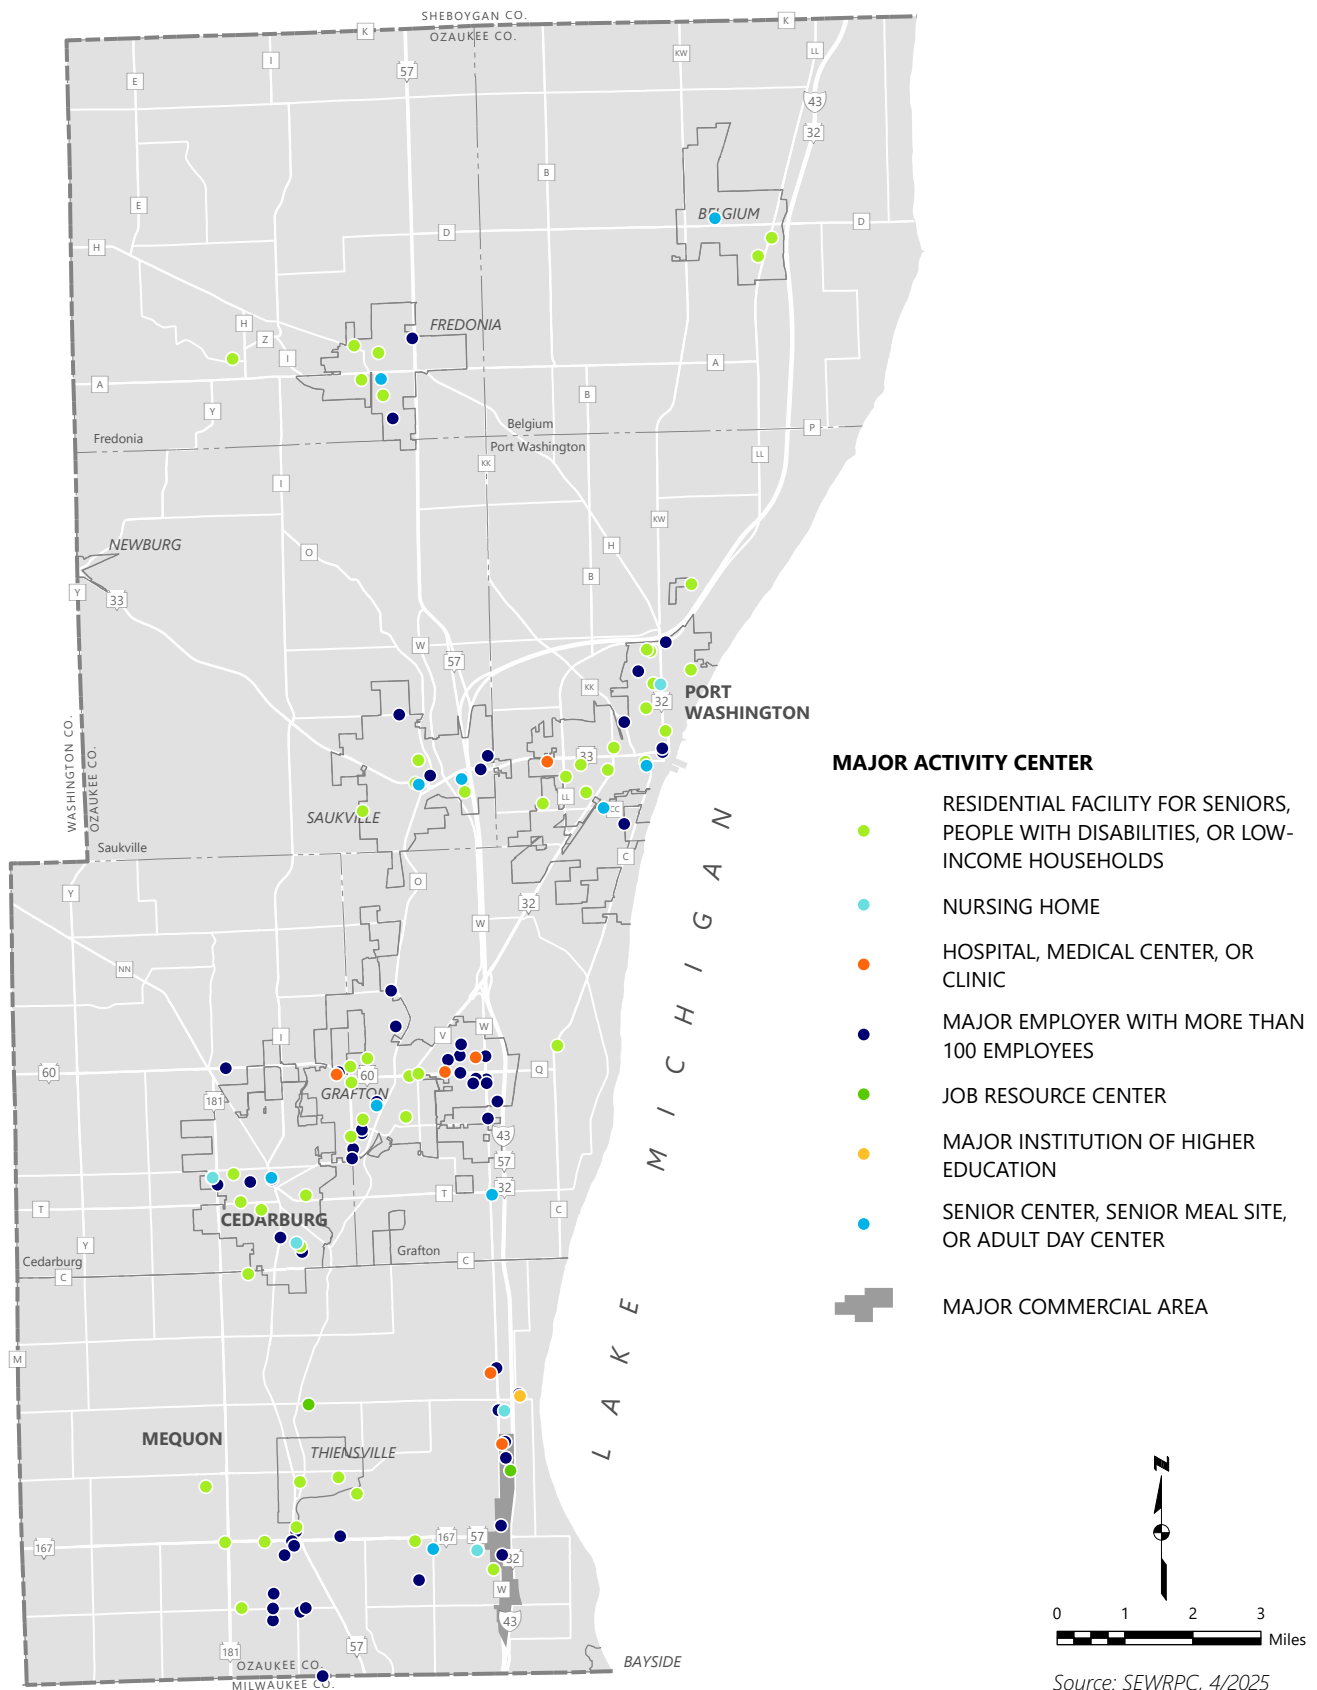 SHEBOYGAN CO.
OZAUKEE CO.
K
K
I
57
KW
LL
E
43
32
B
E
BELGIUM
D
D
H
H
FREDONIA
Z
I
A
A
B
Y
Belgium
P
Fredonia
Port Washington
KK
LL
I
KW
NEWBURG
O
H
B
Y
33
W
57
KK
PORT
WASHINGTON
32
WASHINGTON CO.
OZAUKEE CO.
33
LL
CC
SAUKVILLE
Saukville
C
O
Y
32
W
NN
I
V
W
60
60
Q
GRAFTON
181
43
57
T
T
32
C
CEDARBURG
Y
Grafton
Cedarburg
C
C
M
MEQUON
THIENSVILLE
167
167
57
32
W
43
181
57
OZAUKEE CO.
MILWAUKEE CO.
BAYSIDE
LAKE MICHIGAN
MAJOR ACTIVITY CENTER
RESIDENTIAL FACILITY FOR SENIORS,
PEOPLE WITH DISABILITIES, OR LOW-
INCOME HOUSEHOLDS
NURSING HOME
HOSPITAL, MEDICAL CENTER, OR
CLINIC
MAJOR EMPLOYER WITH MORE THAN
100 EMPLOYEES
JOB RESOURCE CENTER
MAJOR INSTITUTION OF HIGHER
EDUCATION
SENIOR CENTER, SENIOR MEAL SITE,
OR ADULT DAY CENTER
MAJOR COMMERCIAL AREA
N
0 1 2 3
Miles
Source: SEWRPC, 4/2025